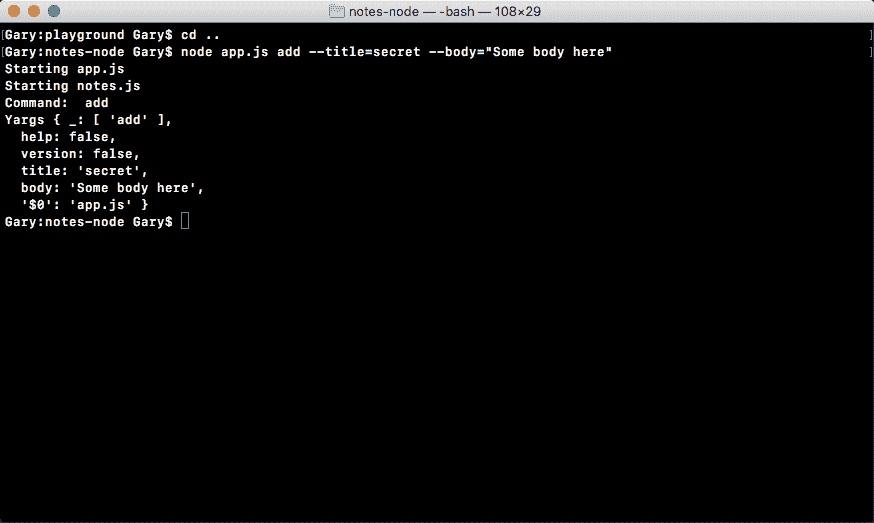 notes-node — -bash — 108×29
[Gary:playground Gary$ cd .. ]
[Gary:notes-node Gary$ node app.js add --title=secret --body="Some body here" ]
Starting app.js
Starting notes.js
Command:  add
Yargs { _: [ 'add' ],
  help: false,
  version: false,
  title: 'secret',
  body: 'Some body here',
  '$0': 'app.js' }
Gary:notes-node Gary$